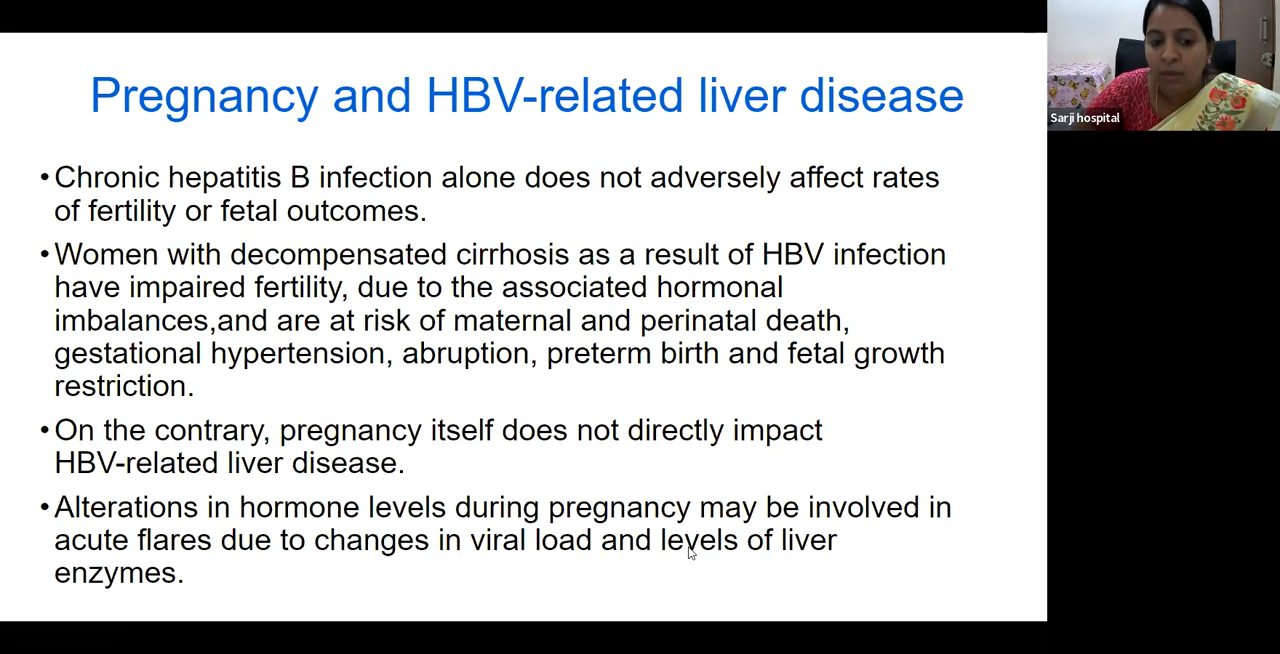 Pregnancy and HBV-related liver disease
•Chronic hepatitis B infection alone does not adversely affect rates
of fertility or fetal outcomes.
•Women with decompensated cirrhosis as a result of HBV infection
have impaired fertility, due to the associated hormonal
imbalances,and are at risk of maternal and perinatal death,
gestational hypertension, abruption, preterm birth and fetal growth
restriction.
•On the contrary, pregnancy itself does not directly impact
HBV-related liver disease.
•Alterations in hormone levels during pregnancy may be involved in
acute flares due to changes in viral load and levels of liver
enzymes.
Sarji hospital